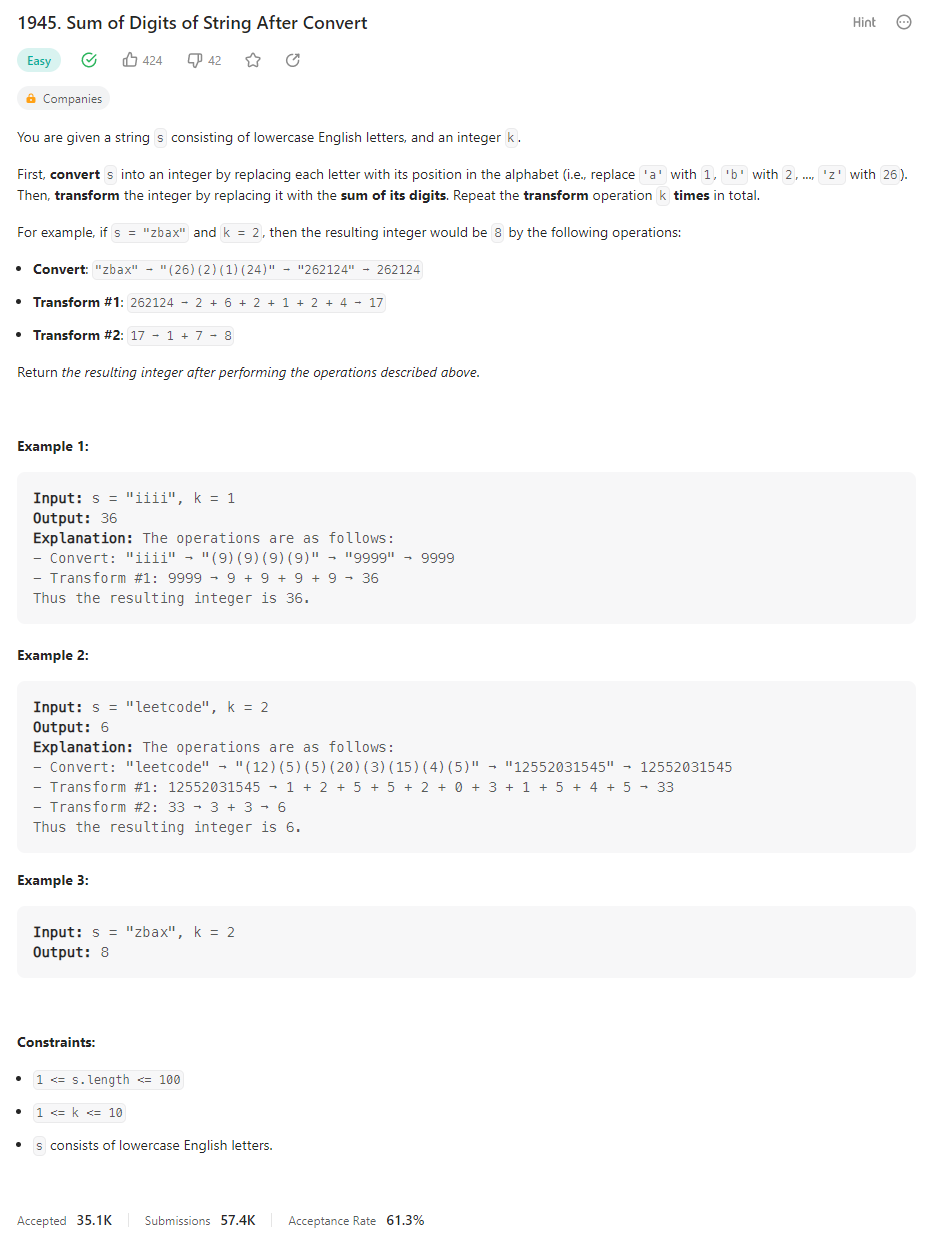 1945. Sum of Digits of String After Convert
Hint
Easy
424
42
Companies
You are given a string s consisting of lowercase English letters, and an integer k.
First, convert s into an integer by replacing each letter with its position in the alphabet (i.e., replace 'a' with 1, 'b' with 2, ..., 'z' with 26).
Then, transform the integer by replacing it with the sum of its digits. Repeat the transform operation k times in total.
For example, if s = "zbax" and k = 2, then the resulting integer would be 8 by the following operations:
• Convert: "zbax" → "(26)(2)(1)(24)" → "262124" → 262124
• Transform #1: 262124 → 2 + 6 + 2 + 1 + 2 + 4 → 17
• Transform #2: 17 → 1 + 7 → 8
Return the resulting integer after performing the operations described above.
Example 1:
Input: s = "iiii", k = 1
Output: 36
Explanation: The operations are as follows:
- Convert: "iiii" → "(9)(9)(9)(9)" → "9999" → 9999
- Transform #1: 9999 → 9 + 9 + 9 + 9 → 36
Thus the resulting integer is 36.
Example 2:
Input: s = "leetcode", k = 2
Output: 6
Explanation: The operations are as follows:
- Convert: "leetcode" → "(12)(5)(5)(20)(3)(15)(4)(5)" → "12552031545" → 12552031545
- Transform #1: 12552031545 → 1 + 2 + 5 + 5 + 2 + 0 + 3 + 1 + 5 + 4 + 5 → 33
- Transform #2: 33 → 3 + 3 → 6
Thus the resulting integer is 6.
Example 3:
Input: s = "zbax", k = 2
Output: 8
Constraints:
• 1 <= s.length <= 100
• 1 <= k <= 10
• s consists of lowercase English letters.
Accepted 35.1K Submissions 57.4K Acceptance Rate 61.3%